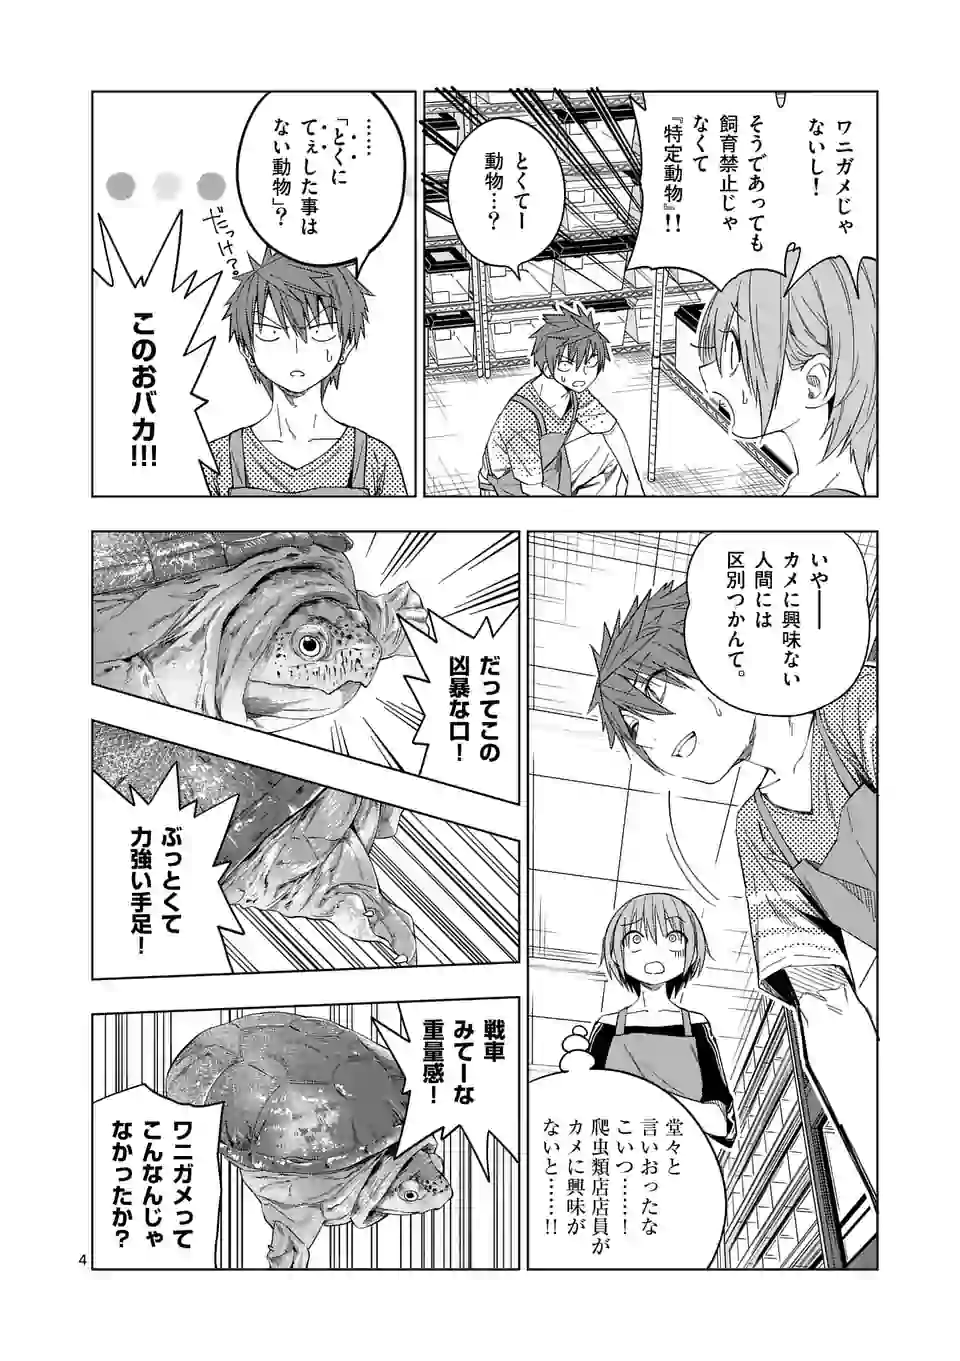 ワニガメじゃ
ないし！
そうであっても
飼育禁止じゃ
なくて
『特定動物』!!
とくてー
動物…？
……
「とくに
てぇした事は
ない動物」？
だっけ？
このおバカ!!!
いやー
カメに興味ない
人間には
区別つかんて。
堂々と
言いおったな
こいつ……！
爬虫類店店員が
カメに興味が
ないと……!!
だってこの
凶暴な口！
ぶっとくて
力強い手足！
戦車
みてーな
重量感！
ワニガメって
こんなんじゃ
なかったか？
4